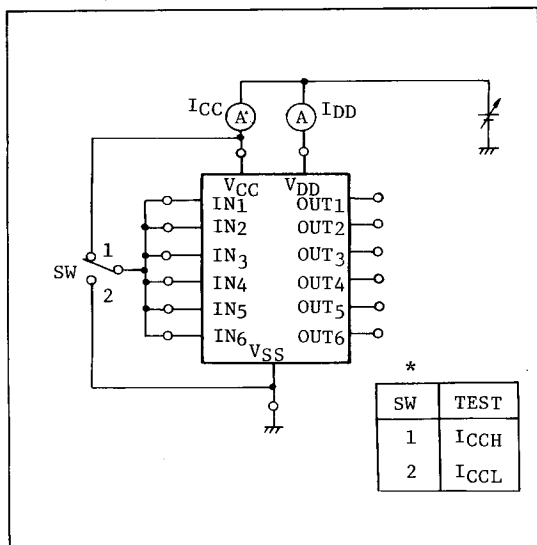 ICC A* A IDD
VCC VDD
IN1 OUT1
IN2 OUT2
IN3 OUT3
IN4 OUT4
IN5 OUT5
IN6 OUT6
VSS
SW 1
2
*
SW TEST
1 ICCH
2 ICCL